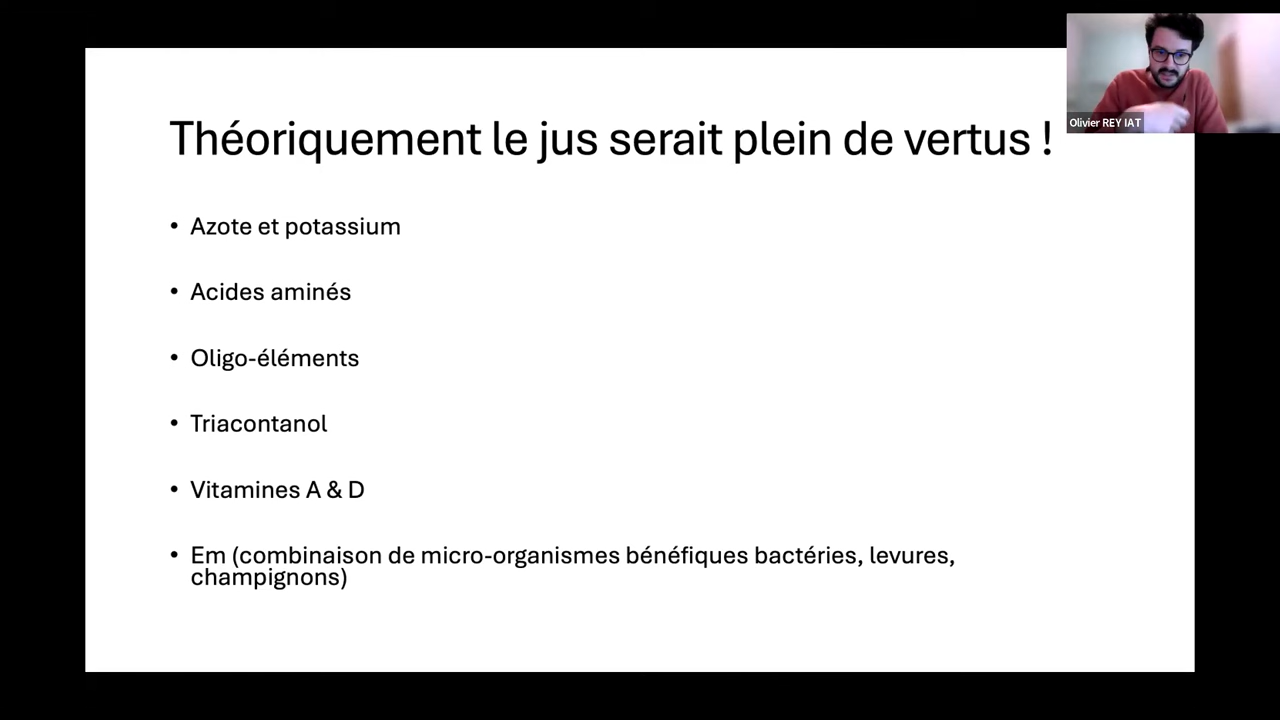 Théoriquement le jus serait plein de vertus !
Olivier REY IAT
• Azote et potassium
• Acides aminés
• Oligo-éléments
• Triacontanol
• Vitamines A & D
• Em (combinaison de micro-organismes bénéfiques bactéries, levures,
champignons)